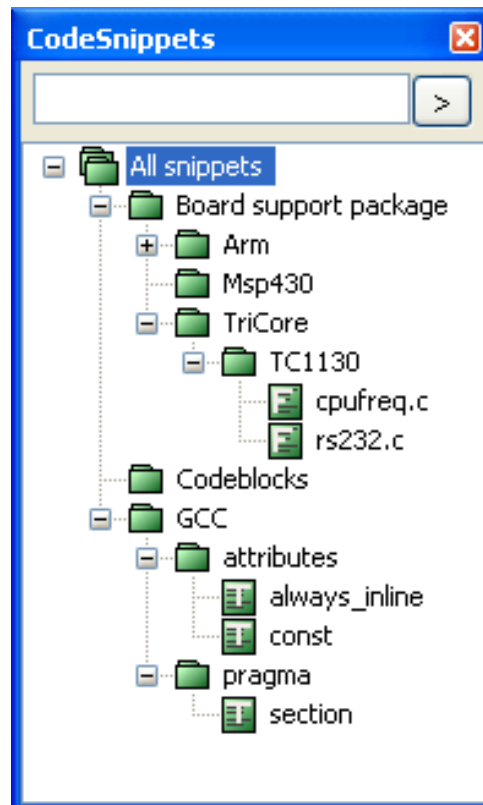 CodeSnippets
>
All snippets
Board support package
Arm
Msp430
TriCore
TC1130
cpufreq.c
rs232.c
Codeblocks
GCC
attributes
always_inline
const
pragma
section